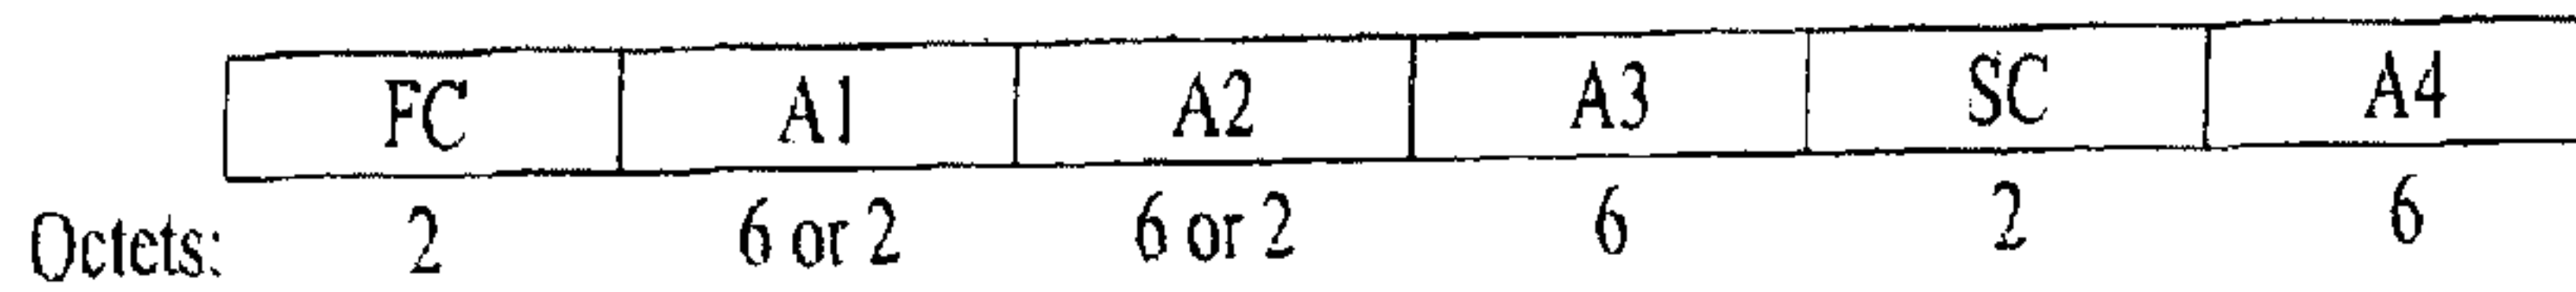 FC A1 A2 A3 SC A4
Octets: 2 6 or 2 6 or 2 6 2 6